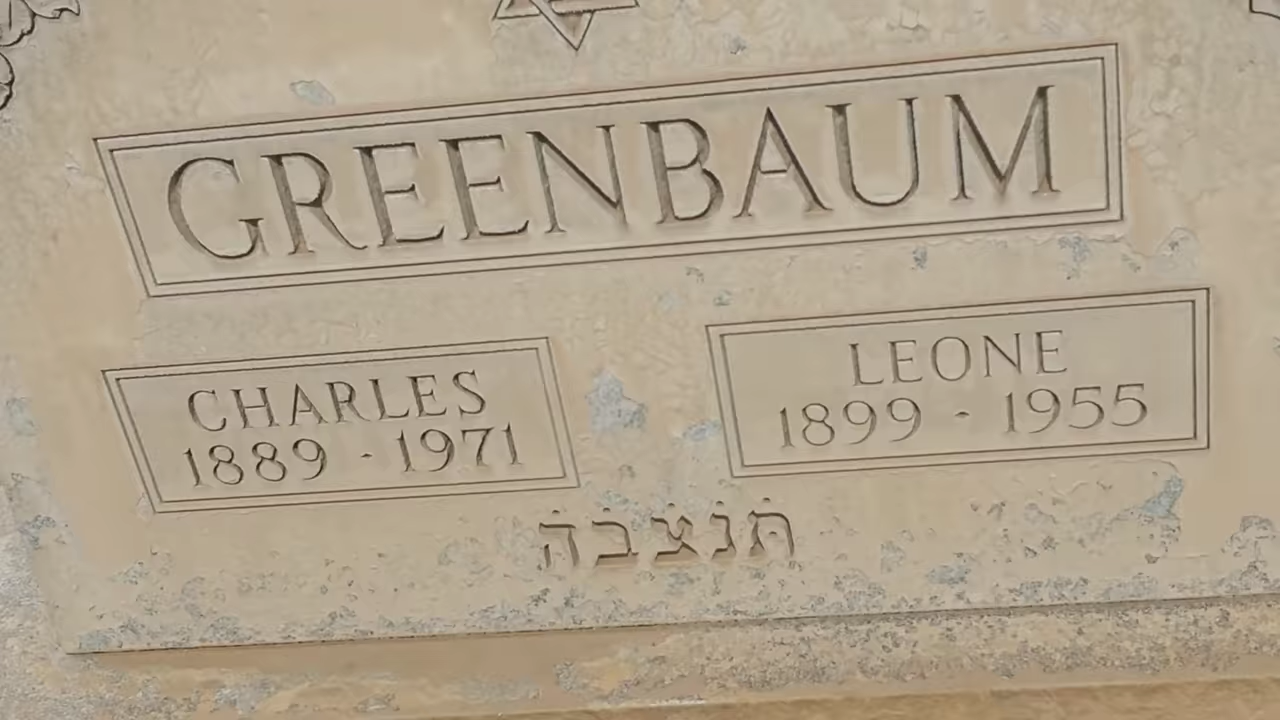 GREENBAUM
CHARLES
1889 - 1971
LEONE
1899 - 1955
תנצבה